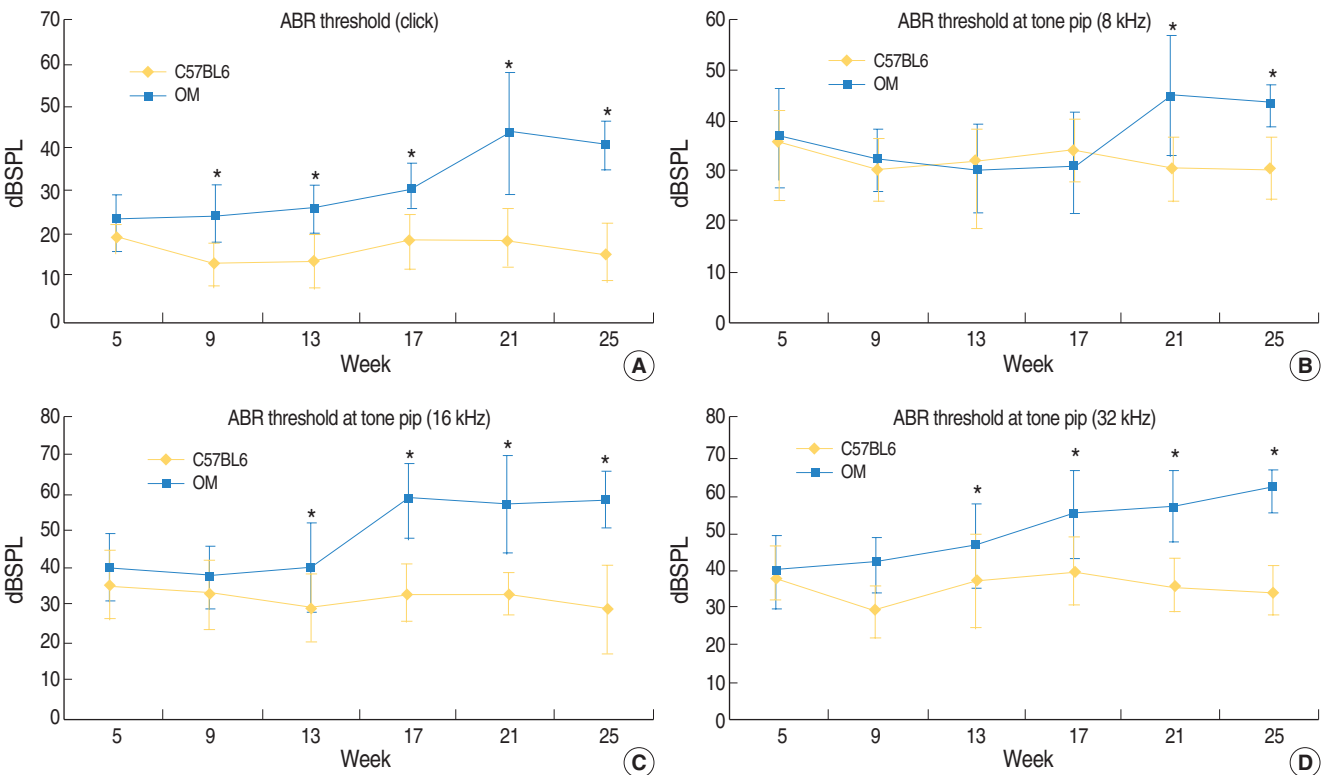 ABR threshold (click)
70
60
50
40
30
20
10
0
dBSPL
C57BL6
OM
*
*
*
*
*
5 9 13 17 21 25
Week
A
ABR threshold at tone pip (8 kHz)
60
50
40
30
20
10
0
dBSPL
C57BL6
OM
*
*
5 9 13 17 21 25
Week
B
ABR threshold at tone pip (16 kHz)
80
70
60
50
40
30
20
10
0
dBSPL
C57BL6
OM
*
*
*
*
5 9 13 17 21 25
Week
C
ABR threshold at tone pip (32 kHz)
80
70
60
50
40
30
20
10
0
dBSPL
C57BL6
OM
*
*
*
*
5 9 13 17 21 25
Week
D